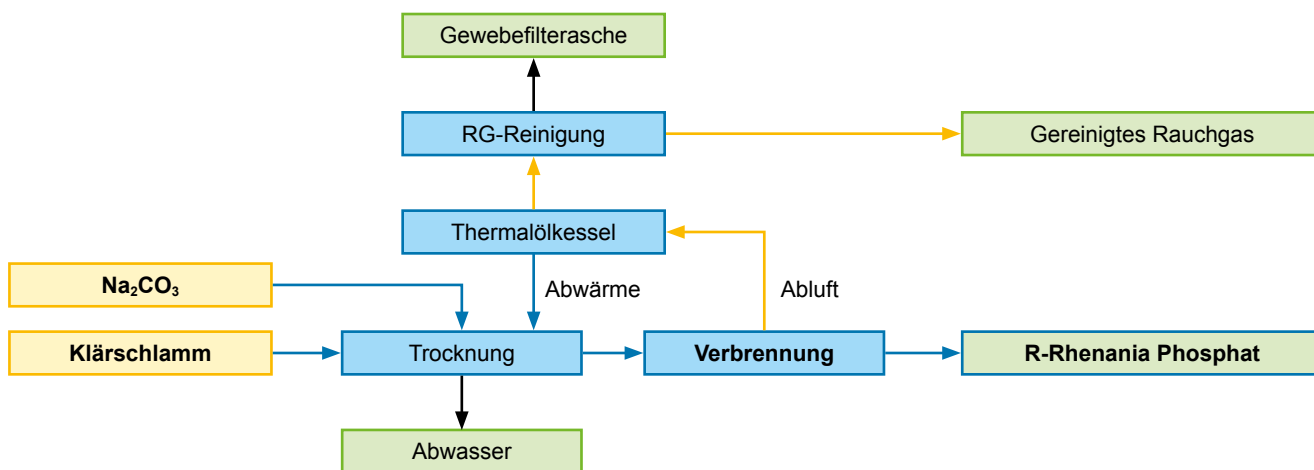 Gewebefilterasche
RG-Reinigung
Gereinigtes Rauchgas
Thermalölkessel
Na₂CO₃
Abwärme
Abluft
Klärschlamm
Trocknung
Verbrennung
R-Rhenania Phosphat
Abwasser